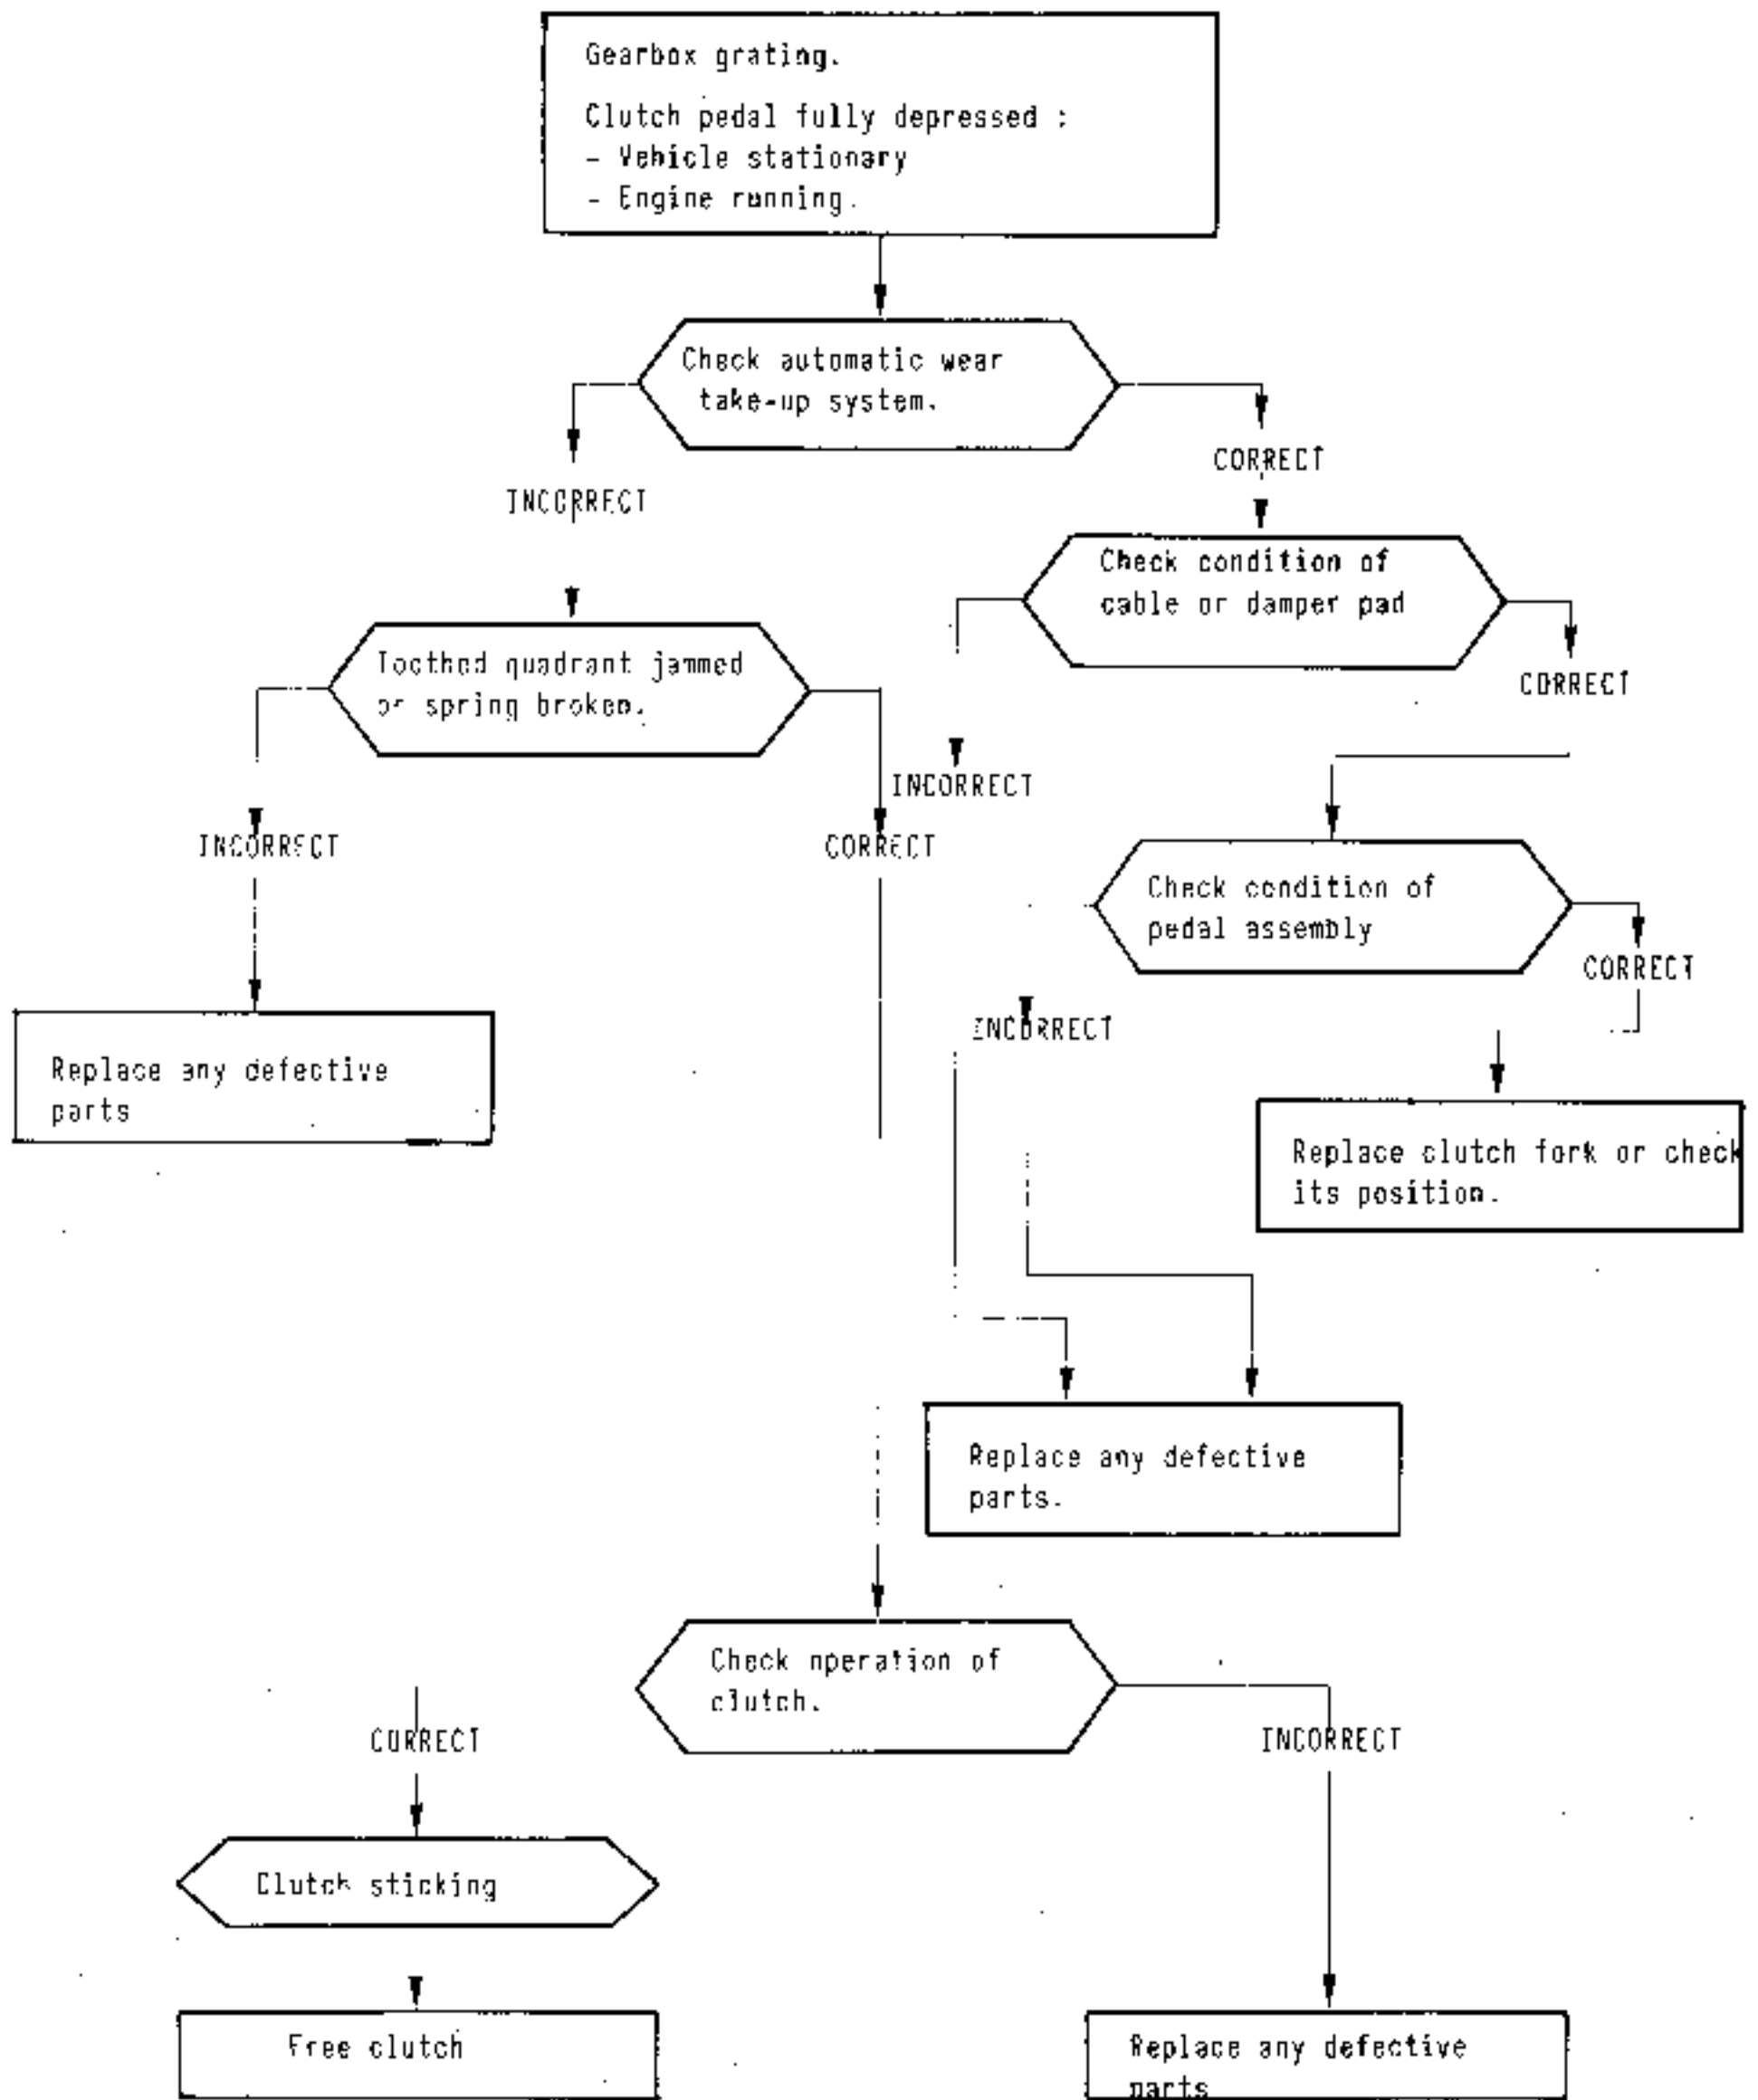 Gearbox grating.
Clutch pedal fully depressed :
- Vehicle stationary
- Engine running.
Check automatic wear
take-up system.
CORRECT
INCORRECT
Check condition of
cable or damper pad
Toothed quadrant jammed
or spring broken.
CORRECT
INCORRECT
INCORRECT
CORRECT
Check condition of
pedal assembly
CORRECT
INCORRECT
Replace any defective
parts
Replace clutch fork or check
its position.
Replace any defective
parts.
Check operation of
clutch.
CORRECT
INCORRECT
Clutch sticking
Free clutch
Replace any defective
parts